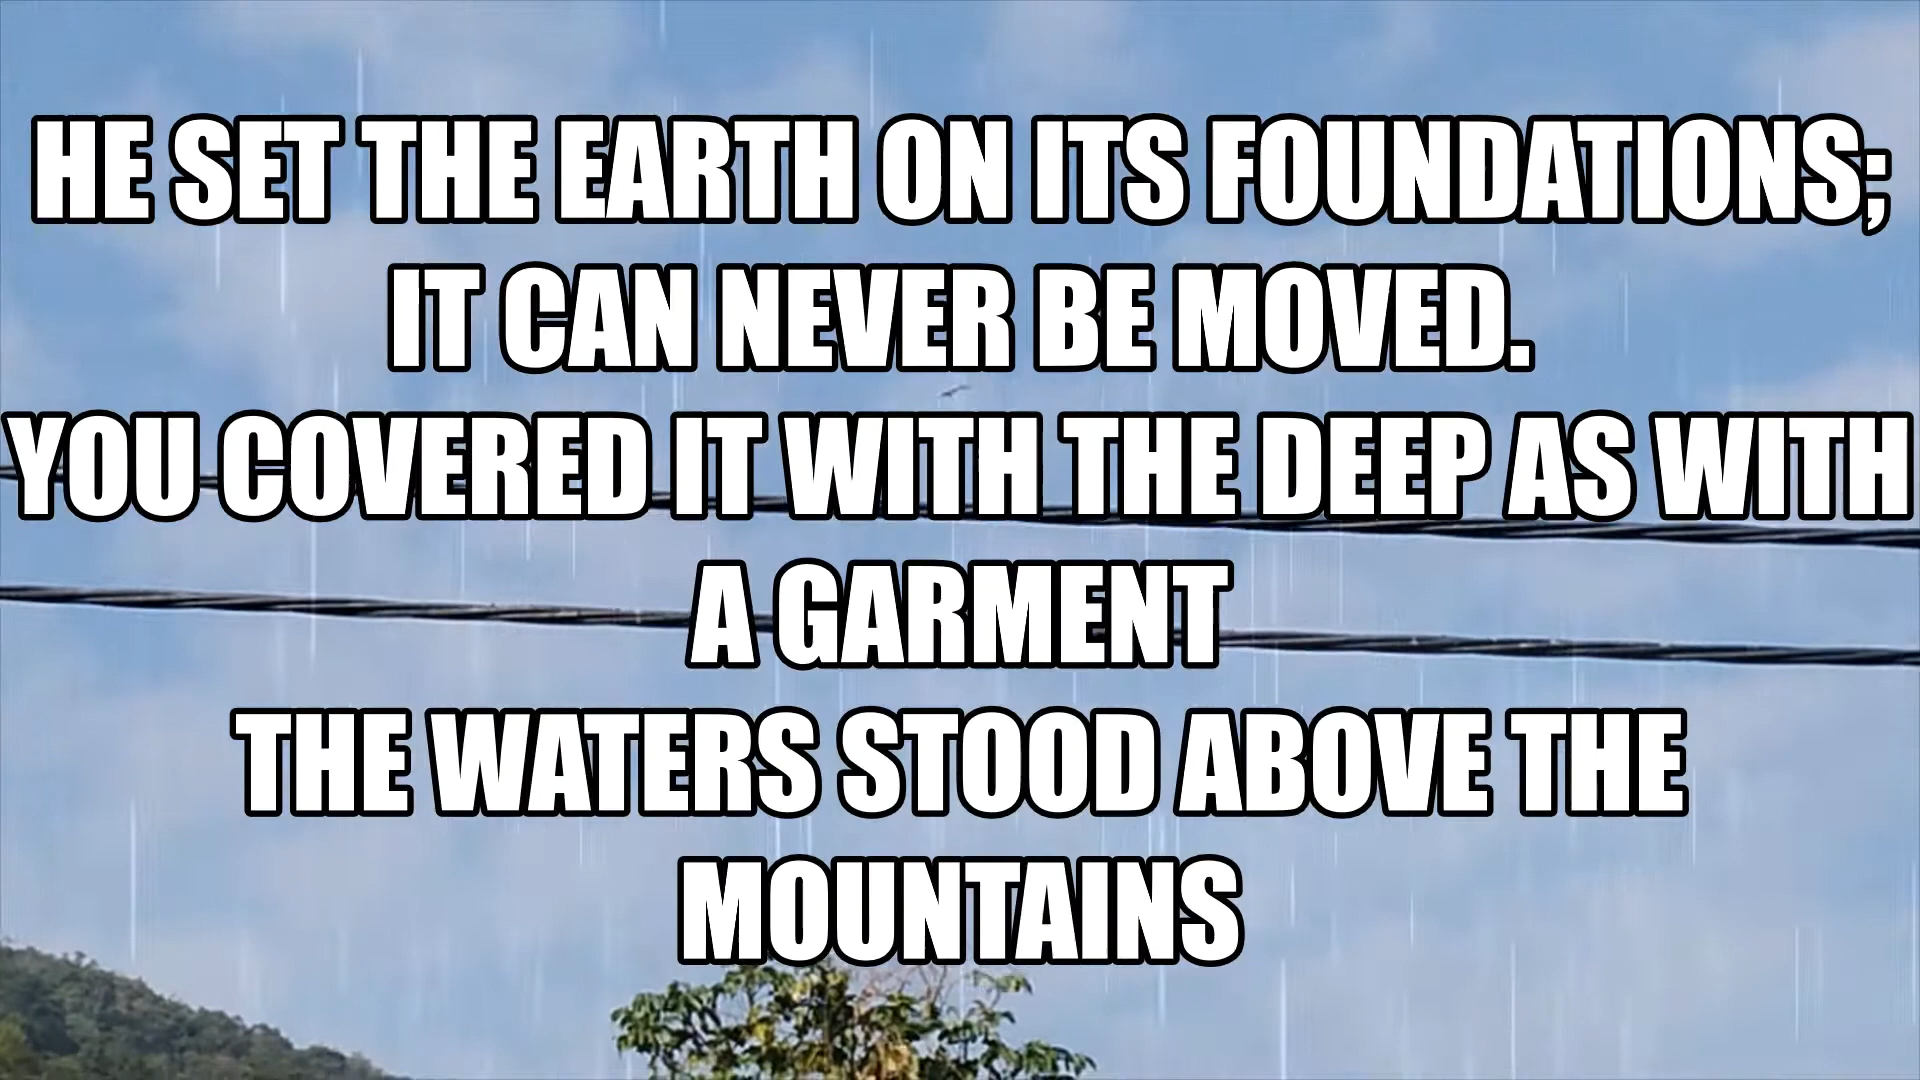 HE SET THE EARTH ON ITS FOUNDATIONS;
IT CAN NEVER BE MOVED.
YOU COVERED IT WITH THE DEEP AS WITH
A GARMENT
THE WATERS STOOD ABOVE THE
MOUNTAINS